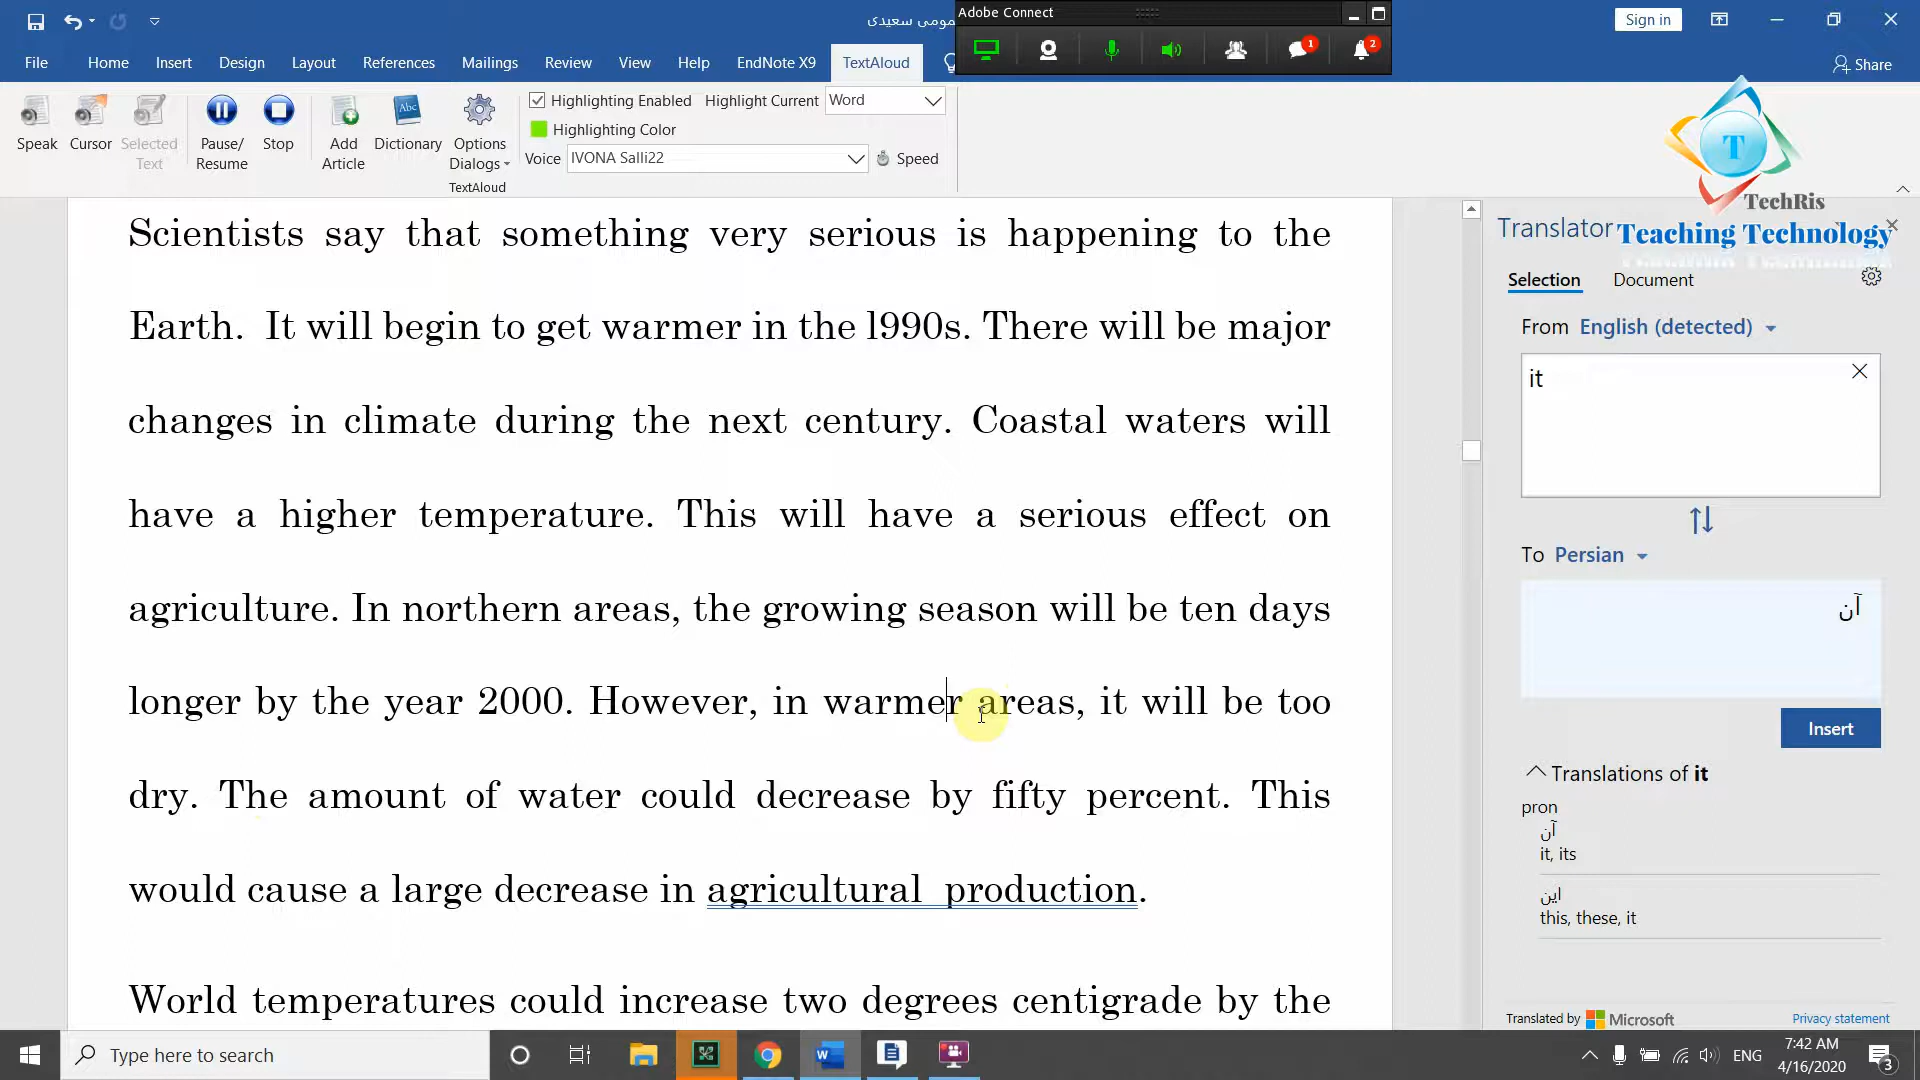 عمومی سعیدی
Adobe Connect
Sign in
File Home Insert Design Layout References Mailings Review View Help EndNote X9 TextAloud
1 2
Share
Speak Cursor Selected Text Pause/ Resume Stop Add Article Dictionary Options Dialogs
Abc
Highlighting Enabled Highlight Current Word
Highlighting Color
Voice IVONA Salli22 Speed
TextAloud
T
TechRis
Teaching Technology
Scientists say that something very serious is happening to the
Earth. It will begin to get warmer in the l990s. There will be major
changes in climate during the next century. Coastal waters will
have a higher temperature. This will have a serious effect on
agriculture. In northern areas, the growing season will be ten days
longer by the year 2000. However, in warmer areas, it will be too
dry. The amount of water could decrease by fifty percent. This
would cause a large decrease in agricultural production.
World temperatures could increase two degrees centigrade by the
Translator
Selection Document
From English (detected)
it
To Persian
آن
Insert
Translations of it
pron
آن
it, its
این
this, these, it
Translated by Microsoft Privacy statement
Type here to search
ENG
7:42 AM
4/16/2020
3